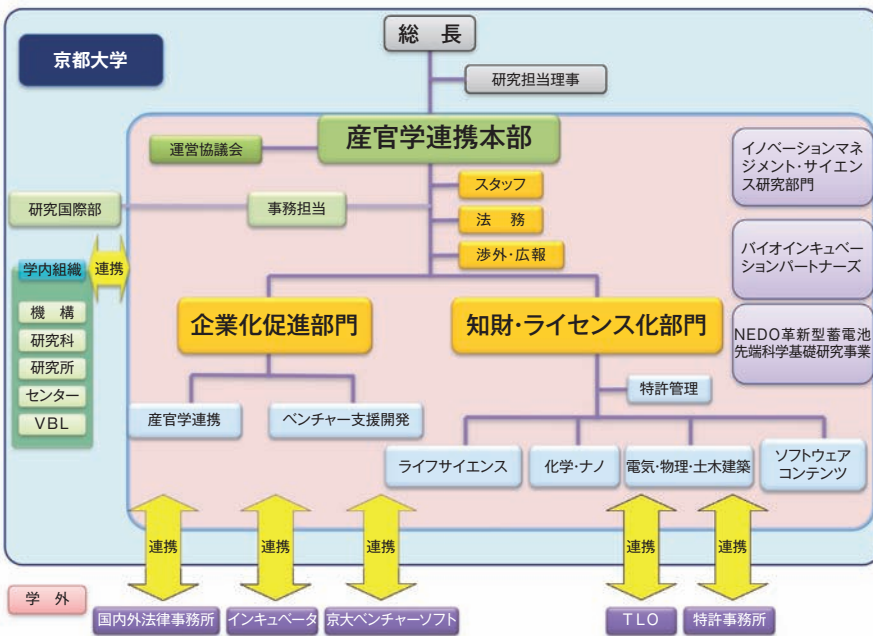 京都大学
総 長
研究担当理事
産官学連携本部
運営協議会
スタッフ
法 務
渉外・広報
研究国際部
事務担当
イノベーションマネ
ジメント・サイエン
ス研究部門
バイオインキュベー
ションパートナーズ
NEDO革新型蓄電池
先端科学基礎研究事業
学内組織
連携
機 構
研究科
研究所
センター
VBL
企業化促進部門
知財・ライセンス化部門
産官学連携
ベンチャー支援開発
特許管理
ライフサイエンス
化学・ナノ
電気・物理・土木建築
ソフトウェア
コンテンツ
連携
連携
連携
連携
連携
学 外
国内外法律事務所
インキュベータ
京大ベンチャーソフト
TLO
特許事務所